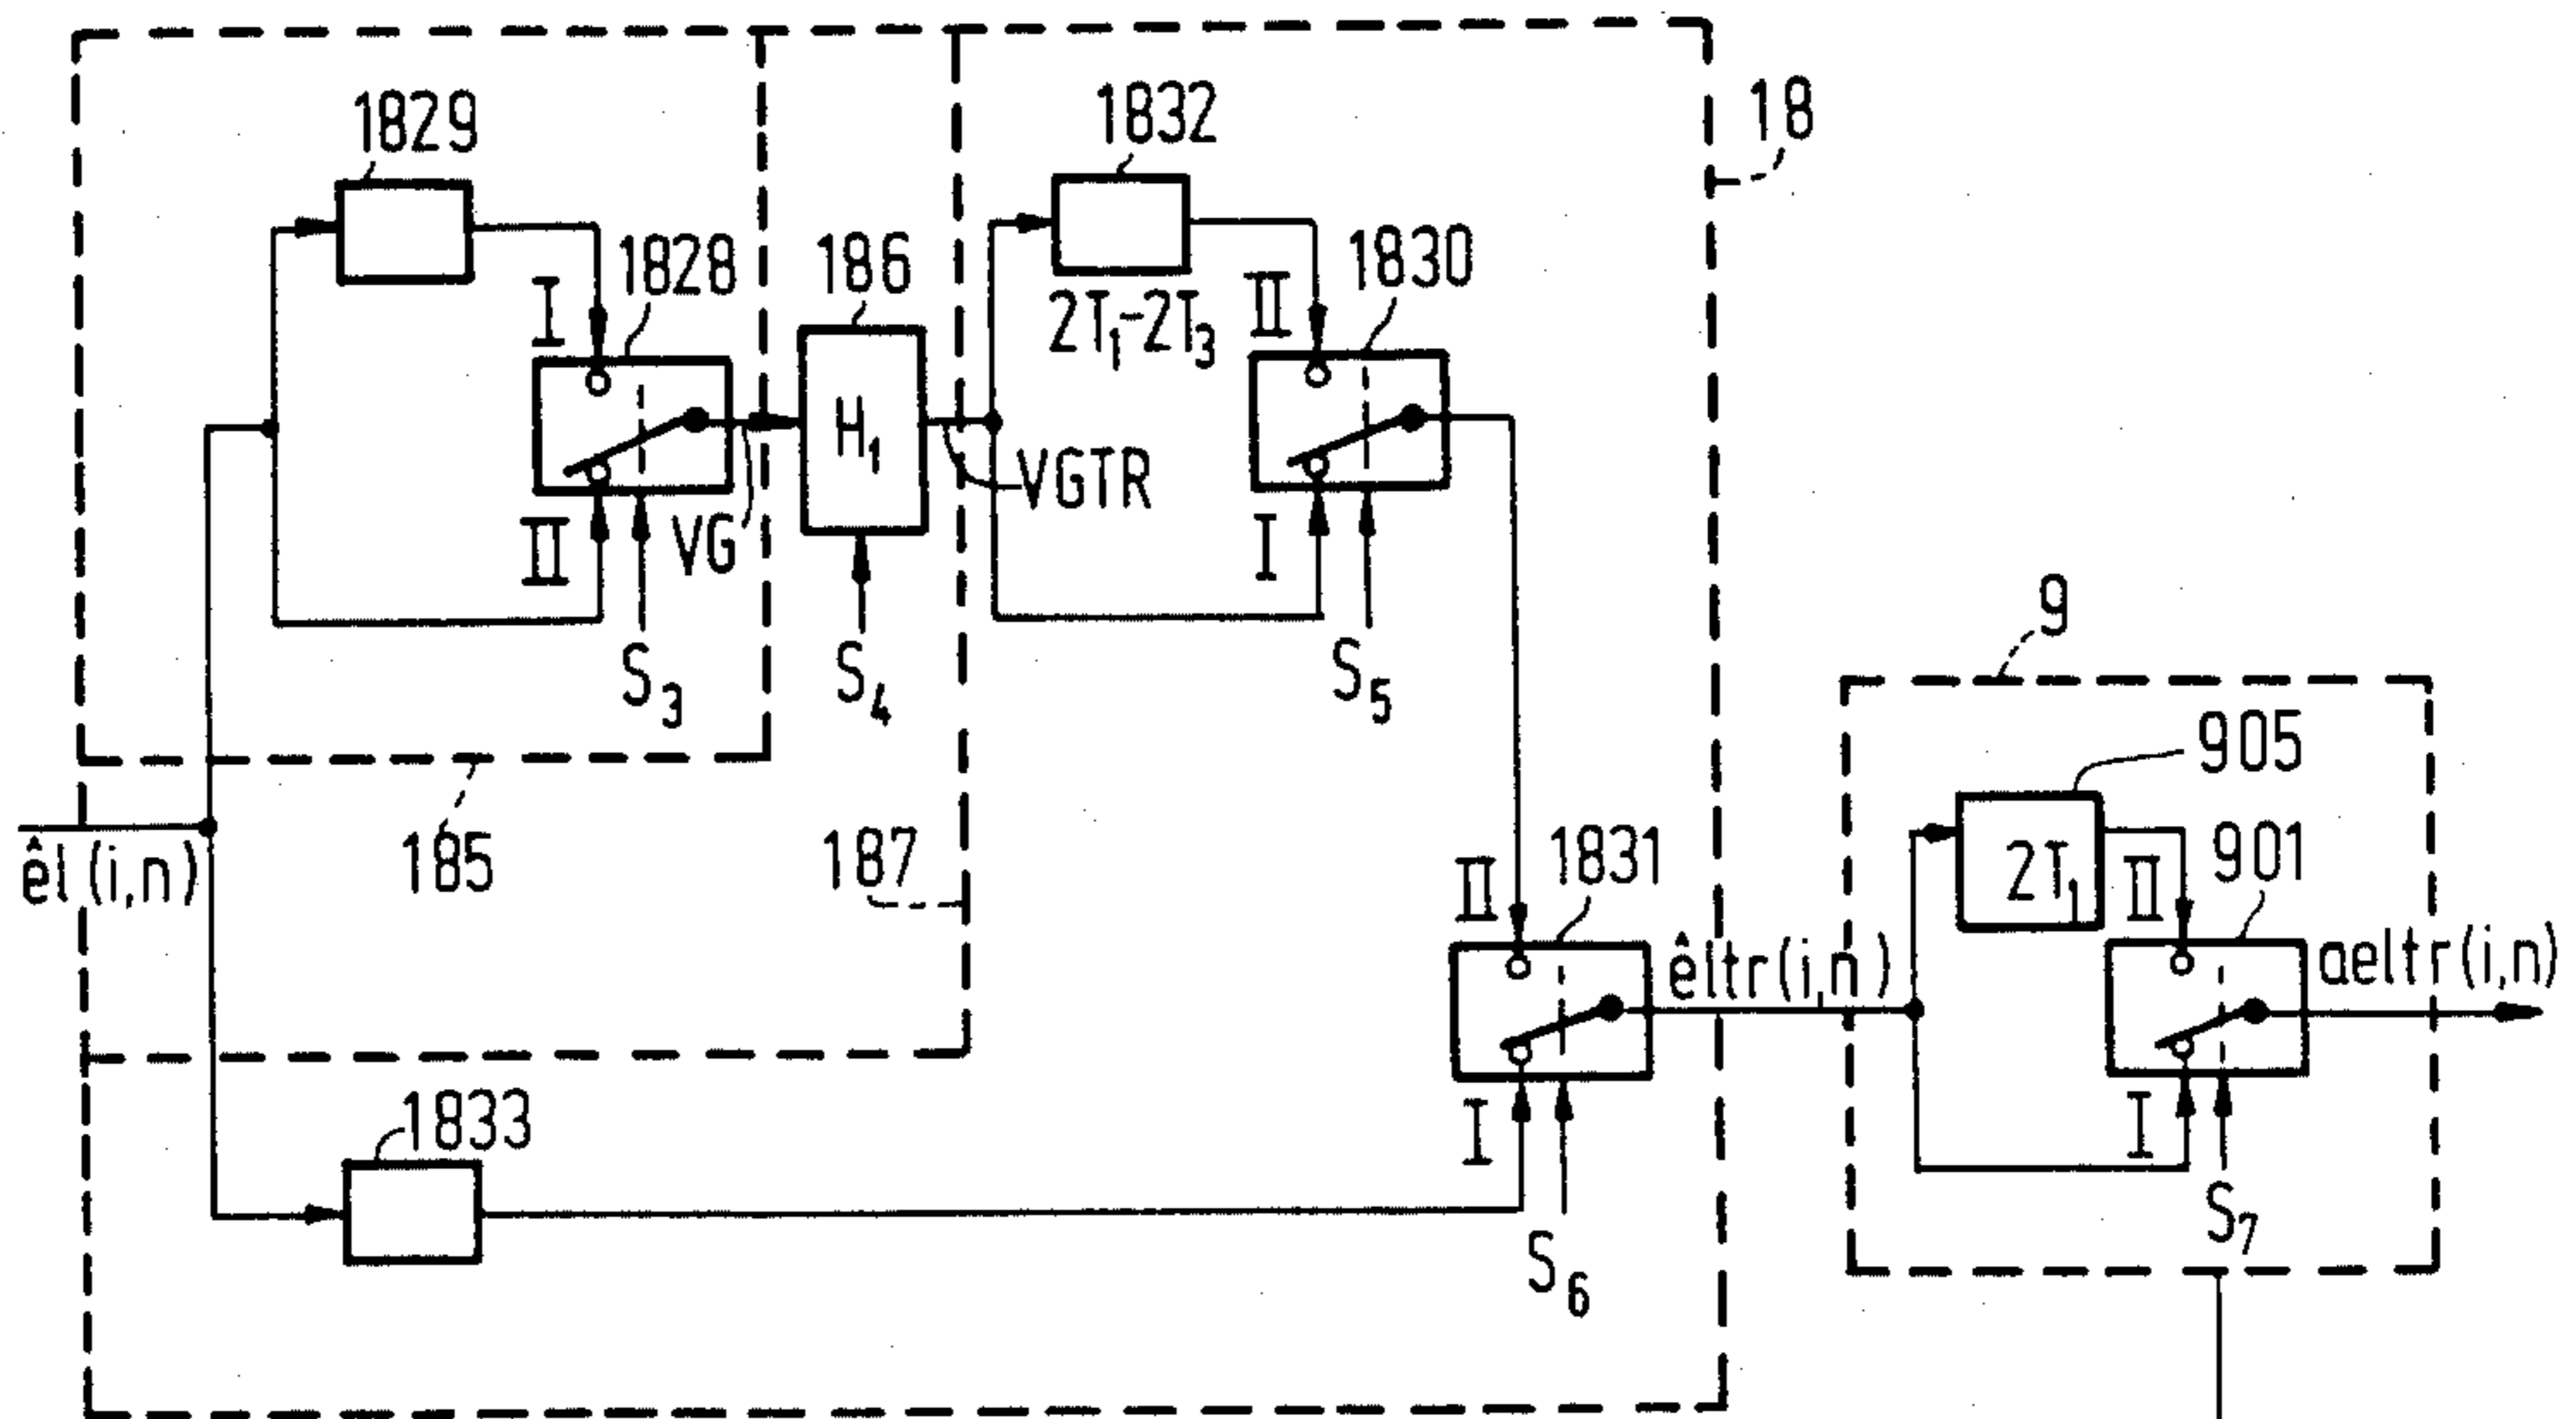 1829
1832
18
I
1828
186
II
1830
2T₁-2T₃
H₁
VGTR
II
VG
I
S₃
S₄
S₅
9
905
êl(i,n)
185
187
II
1831
2T₁
II
901
êltr(i,n)
aeltr(i,n)
1833
I
I
S₆
S₇